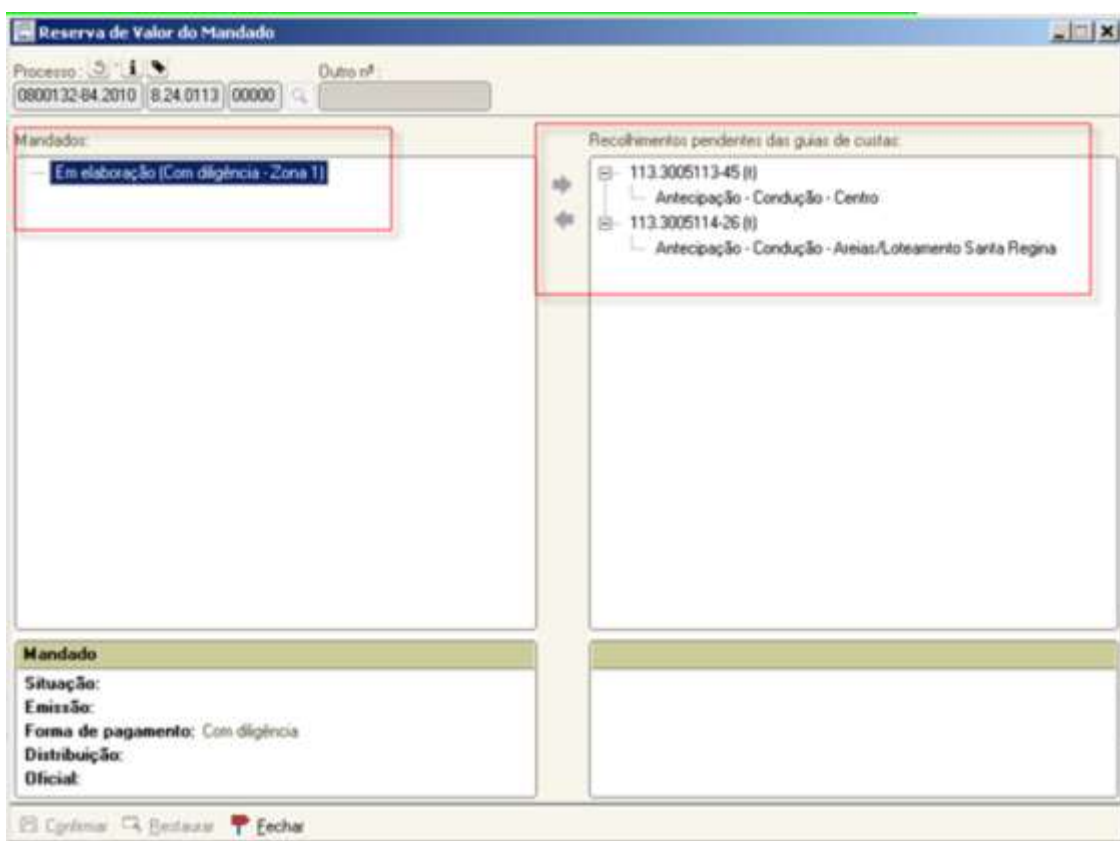 Reserva de Valor do Mandado
Processo: Outro nº:
0800132-84.2010 8.24.0113 00000
Mandados: Recolhimentos pendentes das guias de custas:
Em elaboração (Com diligência - Zona 1)
113.3005113-45 (t)
Antecipação - Condução - Centro
113.3005114-26 (t)
Antecipação - Condução - Areias/Loteamento Santa Regina
Mandado
Situação:
Emissão:
Forma de pagamento: Com diligência
Distribuição:
Oficial:
Confirmar Restaurar Fechar